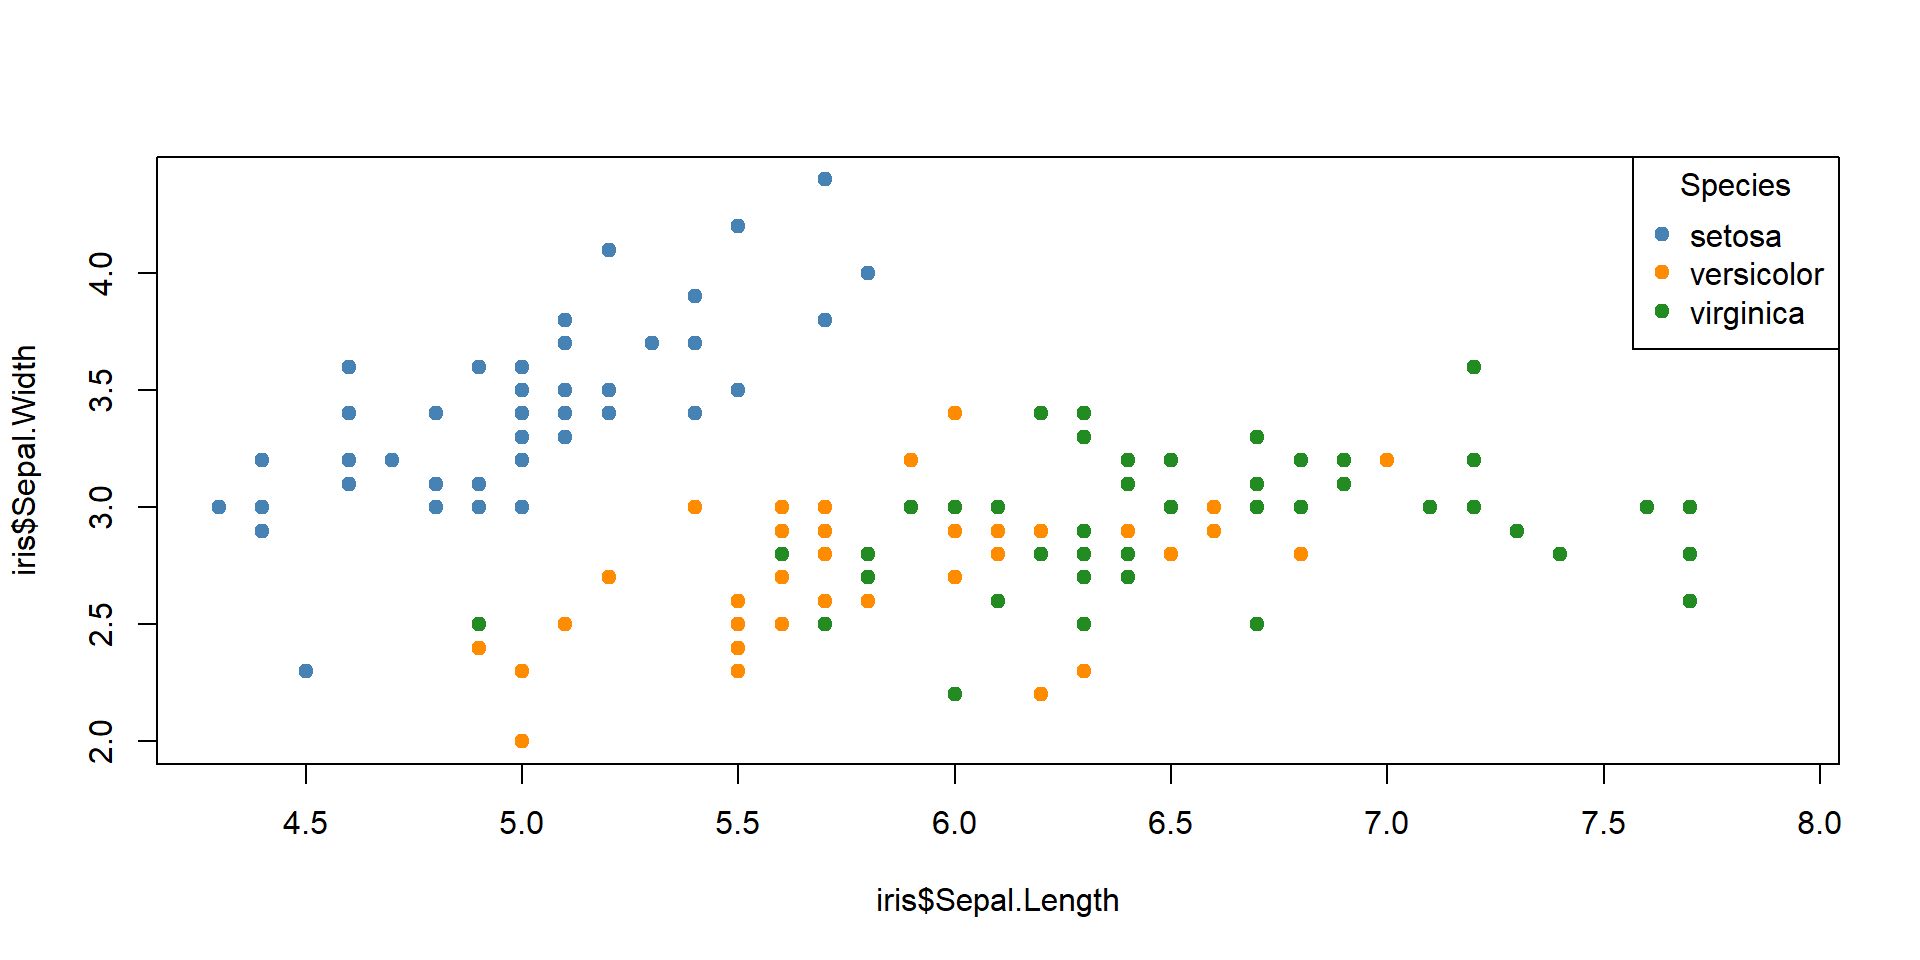 Species
setosa
versicolor
virginica
iris$Sepal.Width
4.0
3.5
3.0
2.5
2.0
4.5 5.0 5.5 6.0 6.5 7.0 7.5 8.0
iris$Sepal.Length